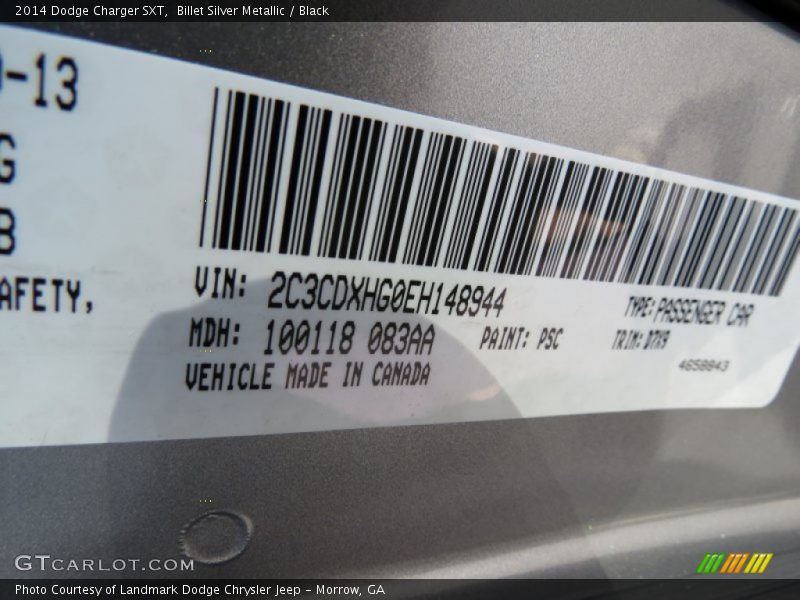 2014 Dodge Charger SXT, Billet Silver Metallic / Black
-13
G
B
AFETY,
VIN: 2C3CDXHG0EH148944
TYPE: PASSENGER CAR
MDH: 100118 083AA
PAINT: PSC
TRIM: D7X9
VEHICLE MADE IN CANADA
4658843
GTCARLOT.COM
Photo Courtesy of Landmark Dodge Chrysler Jeep - Morrow, GA